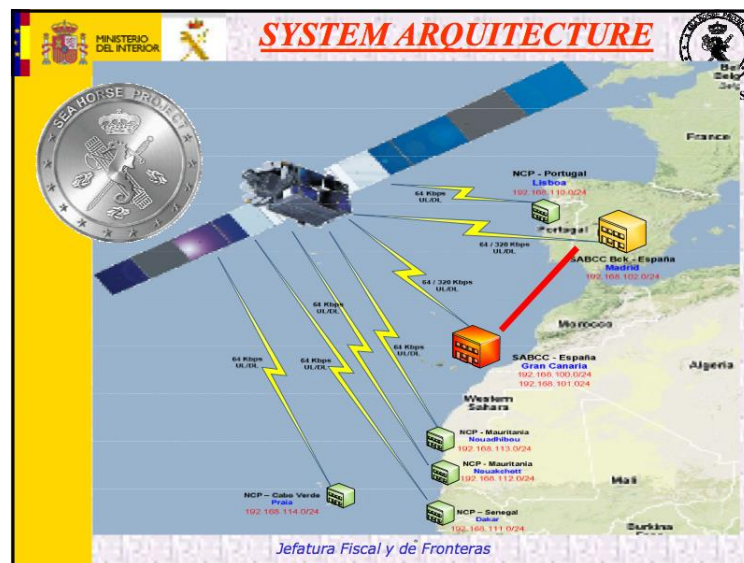 MINISTERIO
DEL INTERIOR
SYSTEM ARQUITECTURE
SEA HORSE PROJECT
France
NCP - Portugal
Lisboa
192.168.110.0/24
Portugal
64 Kbps
UL/DL
64 / 320 Kbps
UL/DL
SABCC Bck - España
Madrid
192.168.102.0/24
64 / 320 Kbps
UL/DL
64 Kbps
UL/DL
64 Kbps
UL/DL
64 Kbps
UL/DL
64 Kbps
UL/DL
Morocco
Algeria
SABCC - España
Gran Canaria
192.168.100.0/24
192.168.101.024
Western
Sahara
NCP - Mauritania
Nouadhibou
192.168.113.0/24
NCP - Mauritania
Nouakchott
192.168.112.0/24
Mali
NCP – Cabo Verde
Praia
192.168.114.0/24
NCP – Senegal
Dakar
192.168.111.0/24
Burkina
Jefatura Fiscal y de Fronteras